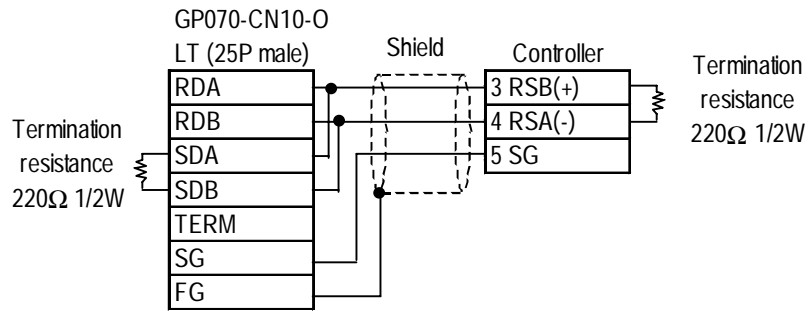 GP070-CN10-O
LT (25P male)
Shield
Controller
RDA
RDB
SDA
SDB
TERM
SG
FG
3 RSB(+)
4 RSA(-)
5 SG
Termination
resistance
220Ω 1/2W
Termination
resistance
220Ω 1/2W